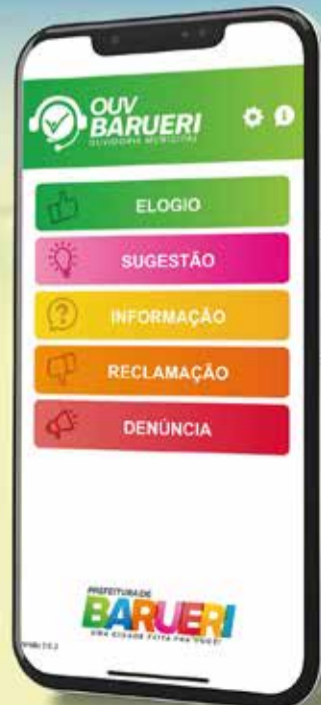 OUV
BARUERI
OUVIDORIA MUNICIPAL
ELOGIO
SUGESTÃO
INFORMAÇÃO
RECLAMAÇÃO
DENÚNCIA
PREFEITURA DE
BARUERI
UMA CIDADE FEITA PRA VOCÊ!